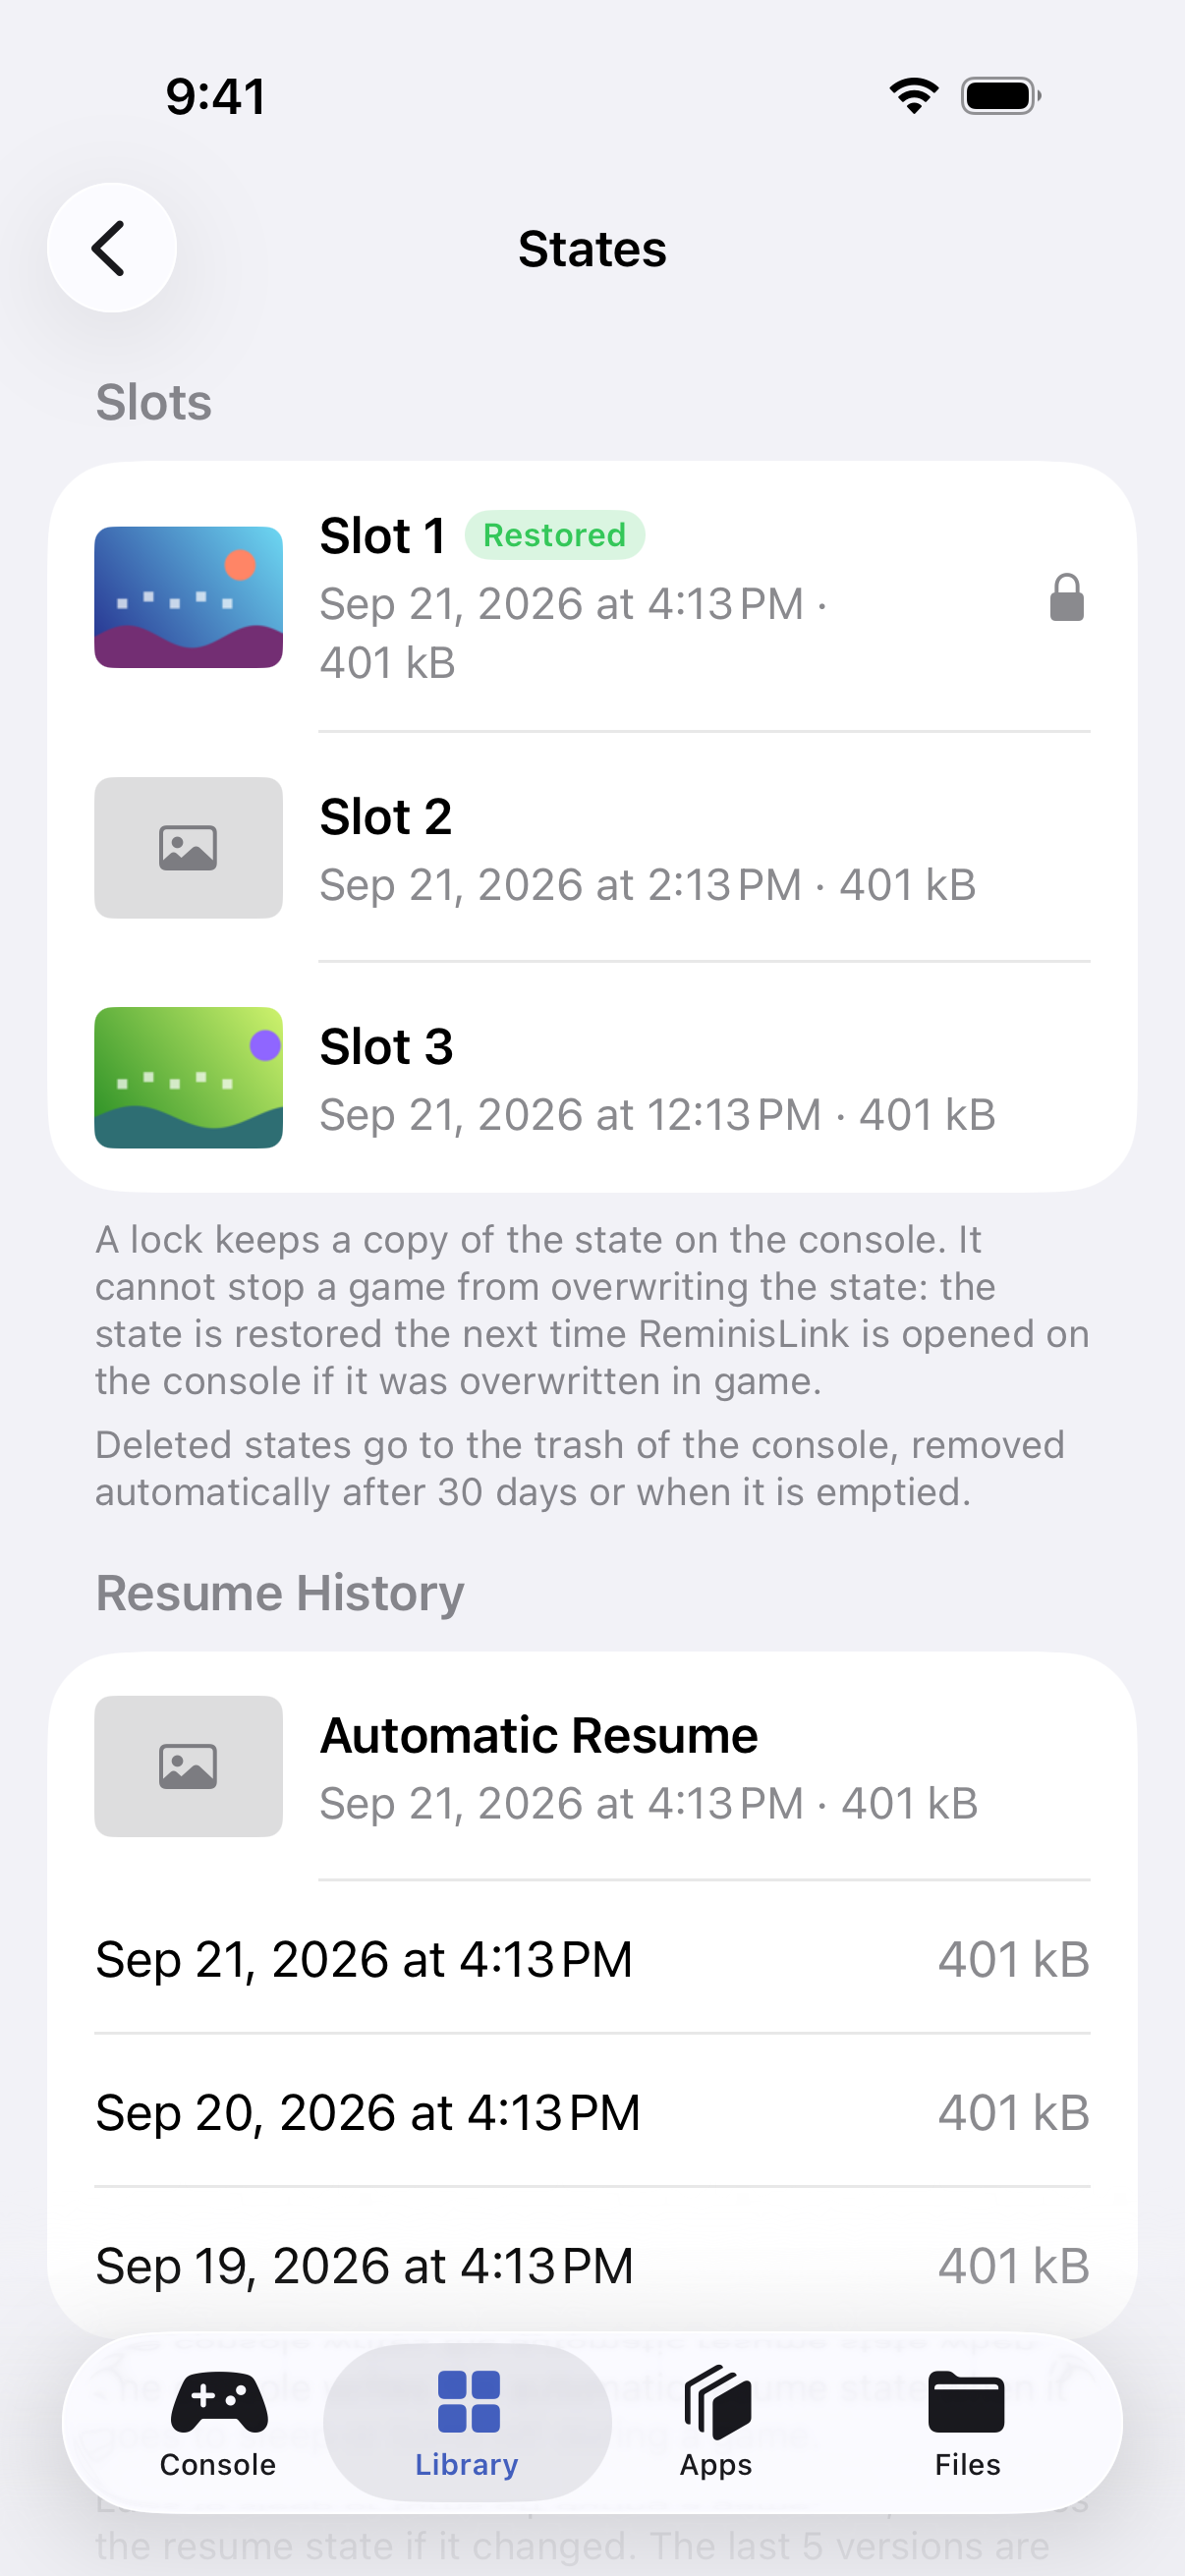 9:41
States
Slots
Slot 1 Restored
Sep 21, 2026 at 4:13 PM ·
401 kB
Slot 2
Sep 21, 2026 at 2:13 PM · 401 kB
Slot 3
Sep 21, 2026 at 12:13 PM · 401 kB
A lock keeps a copy of the state on the console. It
cannot stop a game from overwriting the state: the
state is restored the next time ReminisLink is opened on
the console if it was overwritten in game.
Deleted states go to the trash of the console, removed
automatically after 30 days or when it is emptied.
Resume History
Automatic Resume
Sep 21, 2026 at 4:13 PM · 401 kB
Sep 21, 2026 at 4:13 PM 401 kB
Sep 20, 2026 at 4:13 PM 401 kB
Sep 19, 2026 at 4:13 PM 401 kB
Console Library Apps Files
the resume state if it changed. The last 5 versions are